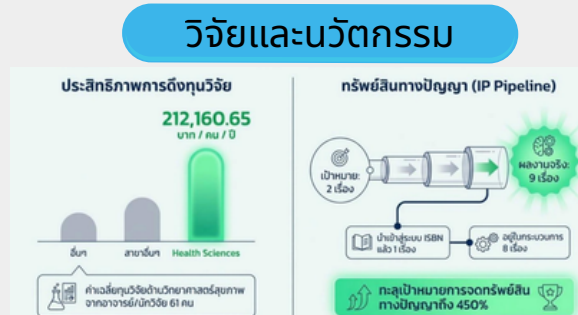 วิจัยและนวัตกรรม
ประสิทธิภาพการดึงทุนวิจัย
212,160.65
บาท / คน / ปี
อื่นๆ
สาขาอื่นๆ
Health Sciences
ค่าเฉลี่ยทุนวิจัยด้านวิทยาศาสตร์สุขภาพ
จากอาจารย์/นักวิจัย 61 คน
ทรัพย์สินทางปัญญา (IP Pipeline)
เป้าหมาย:
2 เรื่อง
ผลงานจริง:
9 เรื่อง
นำเข้าสู่ระบบ ISBN
แล้ว 1 เรื่อง
อยู่ในกระบวนการ
8 เรื่อง
ทะลุเป้าหมายการจดทรัพย์สิน
ทางปัญญาถึง 450%